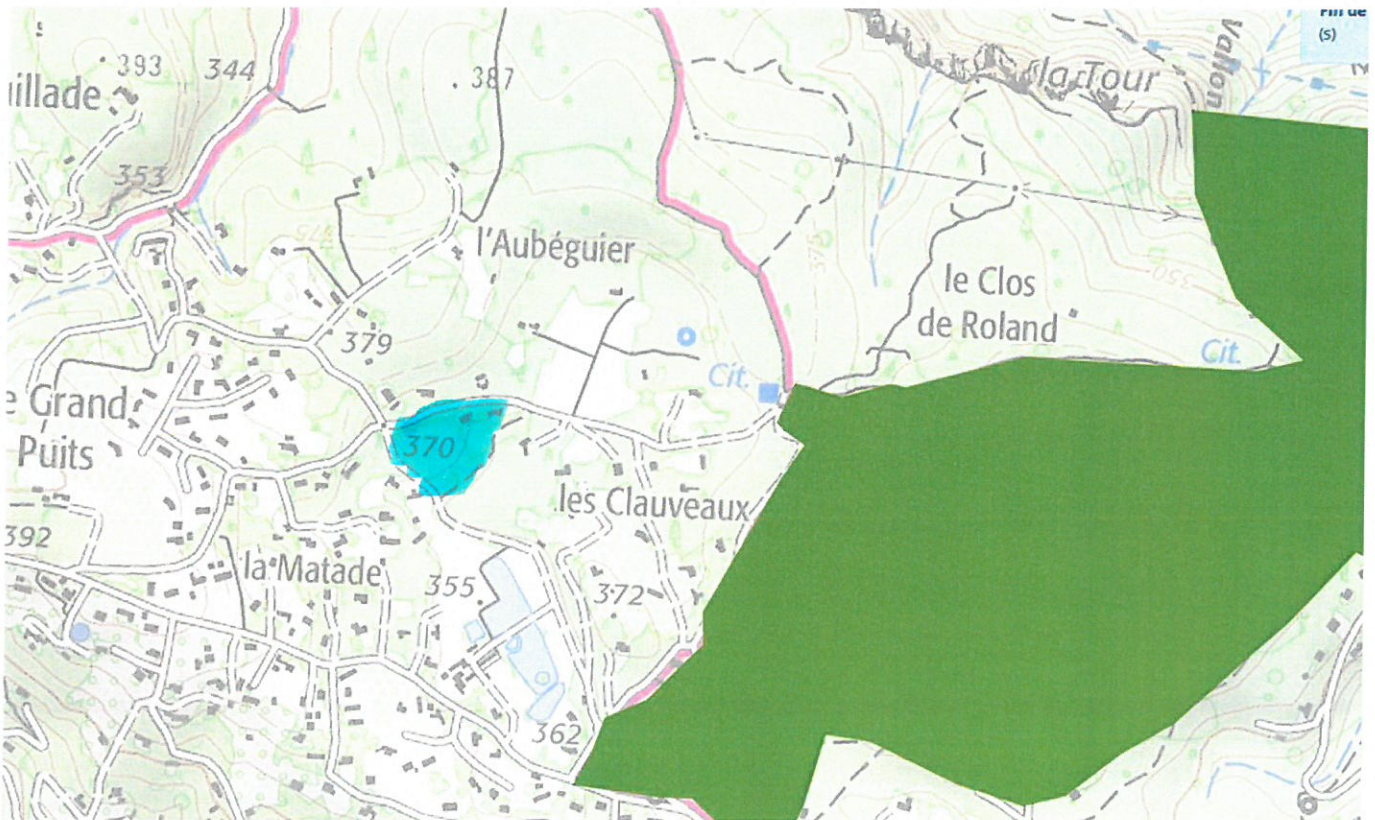 (s)
Vallon
393
344
illade
387
la Tour
353
375
l'Aubéguier
375
350
le Clos
de Roland
379
Cit.
Cit.
Grand
Puits
370
les Clauveaux
392
la Matade
355
372
362